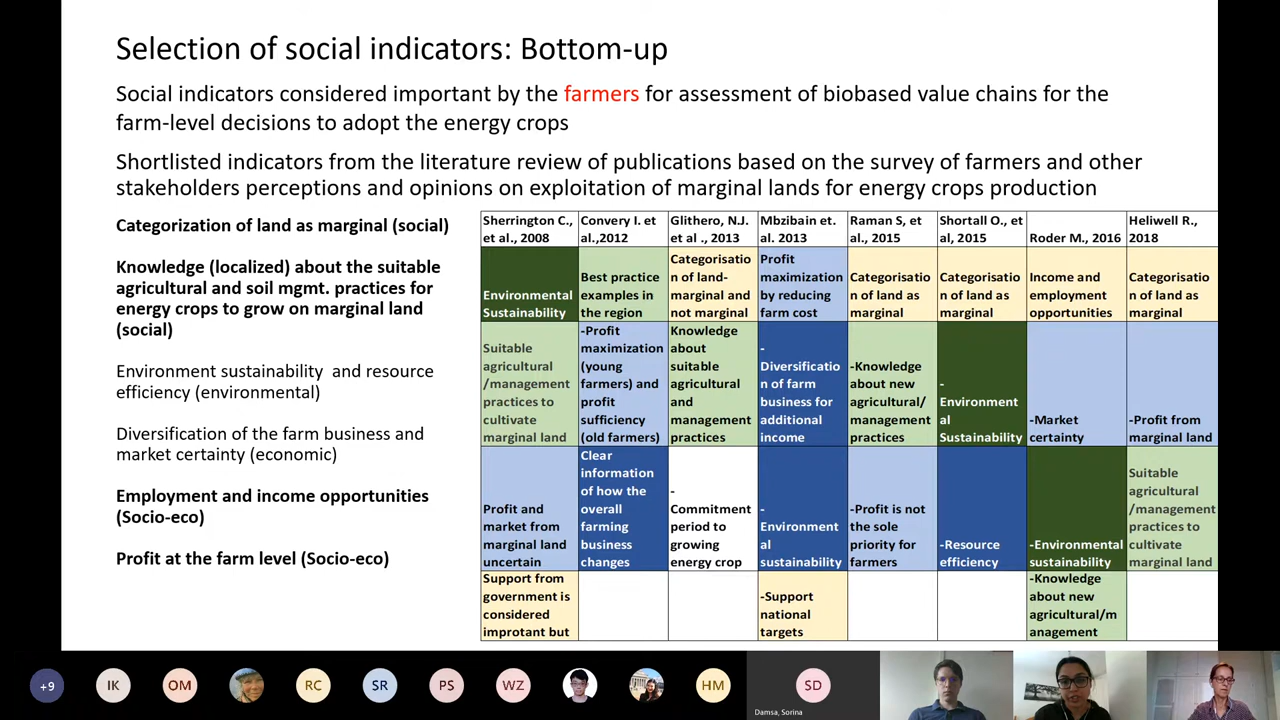 Selection of social indicators: Bottom-up
Social indicators considered important by the farmers for assessment of biobased value chains for the
farm-level decisions to adopt the energy crops
Shortlisted indicators from the literature review of publications based on the survey of farmers and other
stakeholders perceptions and opinions on exploitation of marginal lands for energy crops production
Categorization of land as marginal (social)
Knowledge (localized) about the suitable
agricultural and soil mgmt. practices for
energy crops to grow on marginal land
(social)
Environment sustainability and resource
efficiency (environmental)
Diversification of the farm business and
market certainty (economic)
Employment and income opportunities
(Socio-eco)
Profit at the farm level (Socio-eco)
Sherrington C.,
et al., 2008
Convery I. et
al.,2012
Glithero, N.J.
et al ., 2013
Mbzibain et.
al. 2013
Raman S, et
al., 2015
Shortall O., et
al, 2015
Roder M., 2016
Heliwell R.,
2018
Environmental
Sustainability
Best practice
examples in
the region
Categorisatio
n of land-
marginal and
not marginal
Profit
maximization
by reducing
farm cost
Categorisatio
n of land as
marginal
Categorisatio
n of land as
marginal
Income and
employment
opportunities
Categorisatio
n of land as
marginal
Suitable
agricultural
/management
practices to
cultivate
marginal land
-Profit
maximization
(young
farmers) and
profit
sufficiency
(old farmers)
Knowledge
about
suitable
agricultural
and
management
practices
-
Diversificatio
n of farm
business for
additional
income
-Knowledge
about new
agricultural/
management
practices
-
Environment
al
Sustainability
-Market
certainty
-Profit from
marginal land
Profit and
market from
marginal land
uncertain
Clear
information
of how the
overall
farming
business
changes
-
Commitment
period to
growing
energy crop
-
Environment
al
sustainability
-Profit is not
the sole
priority for
farmers
-Resource
efficiency
-Environmental
sustainability
Suitable
agricultural
/management
practices to
cultivate
marginal land
Support from
government is
considered
improtant but
-Support
national
targets
-Knowledge
about new
agricultural/m
anagement
+9
IK
OM
RC
SR
PS
WZ
HM
SD
Damsa, Sorina